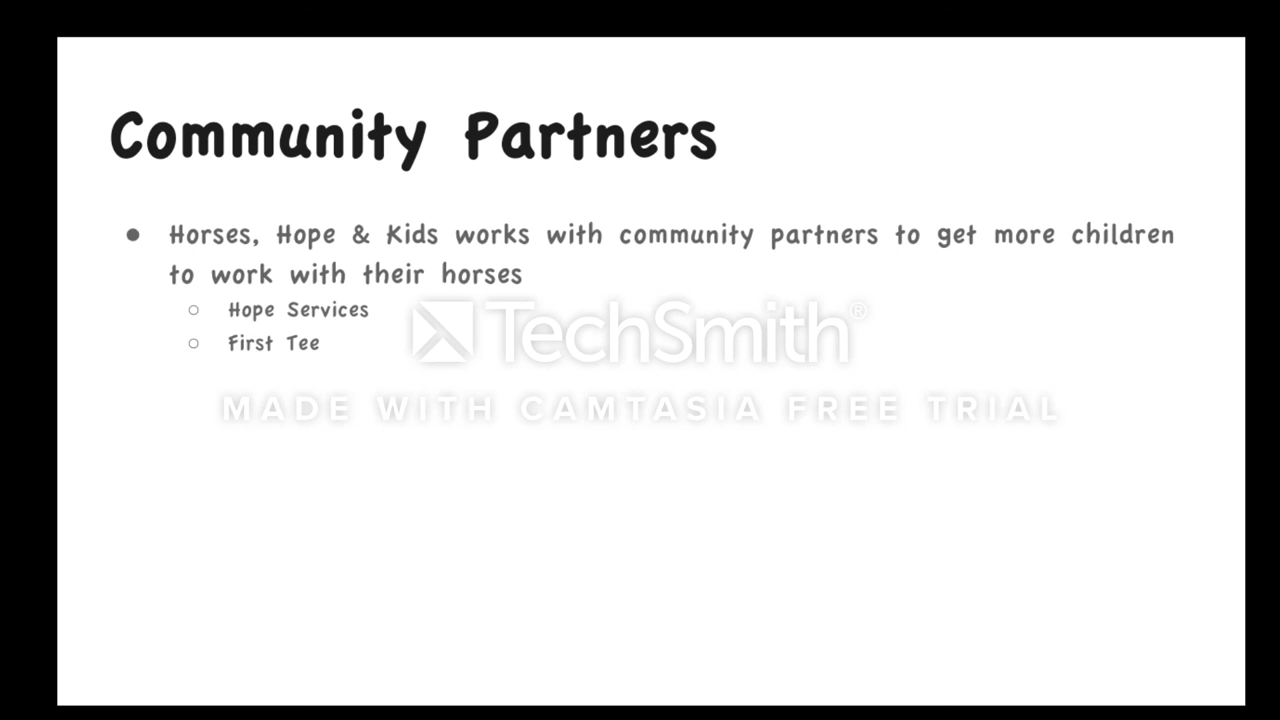 Community Partners
● Horses, Hope & Kids works with community partners to get more children
to work with their horses
○ Hope Services
○ First Tee
TechSmith®
MADE WITH CAMTASIA FREE TRIAL